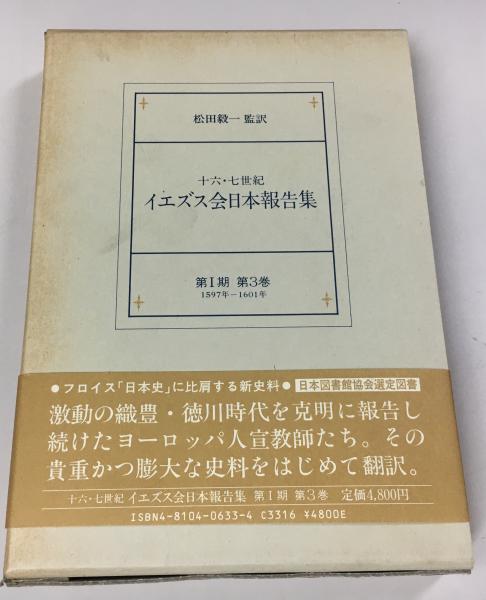 松田毅一 監訳
十六・七世紀
イエズス会日本報告集
第Ⅰ期 第3巻
1597年－1601年
●フロイス「日本史」に比肩する新史料● 日本図書館協会選定図書
激動の織豊・徳川時代を克明に報告し
続けたヨーロッパ人宣教師たち。その
貴重かつ膨大な史料をはじめて翻訳。
十六・七世紀 イエズス会日本報告集 第Ⅰ期 第3巻 定価4,800円
ISBN4-8104-0633-4 C3316 ¥4800E